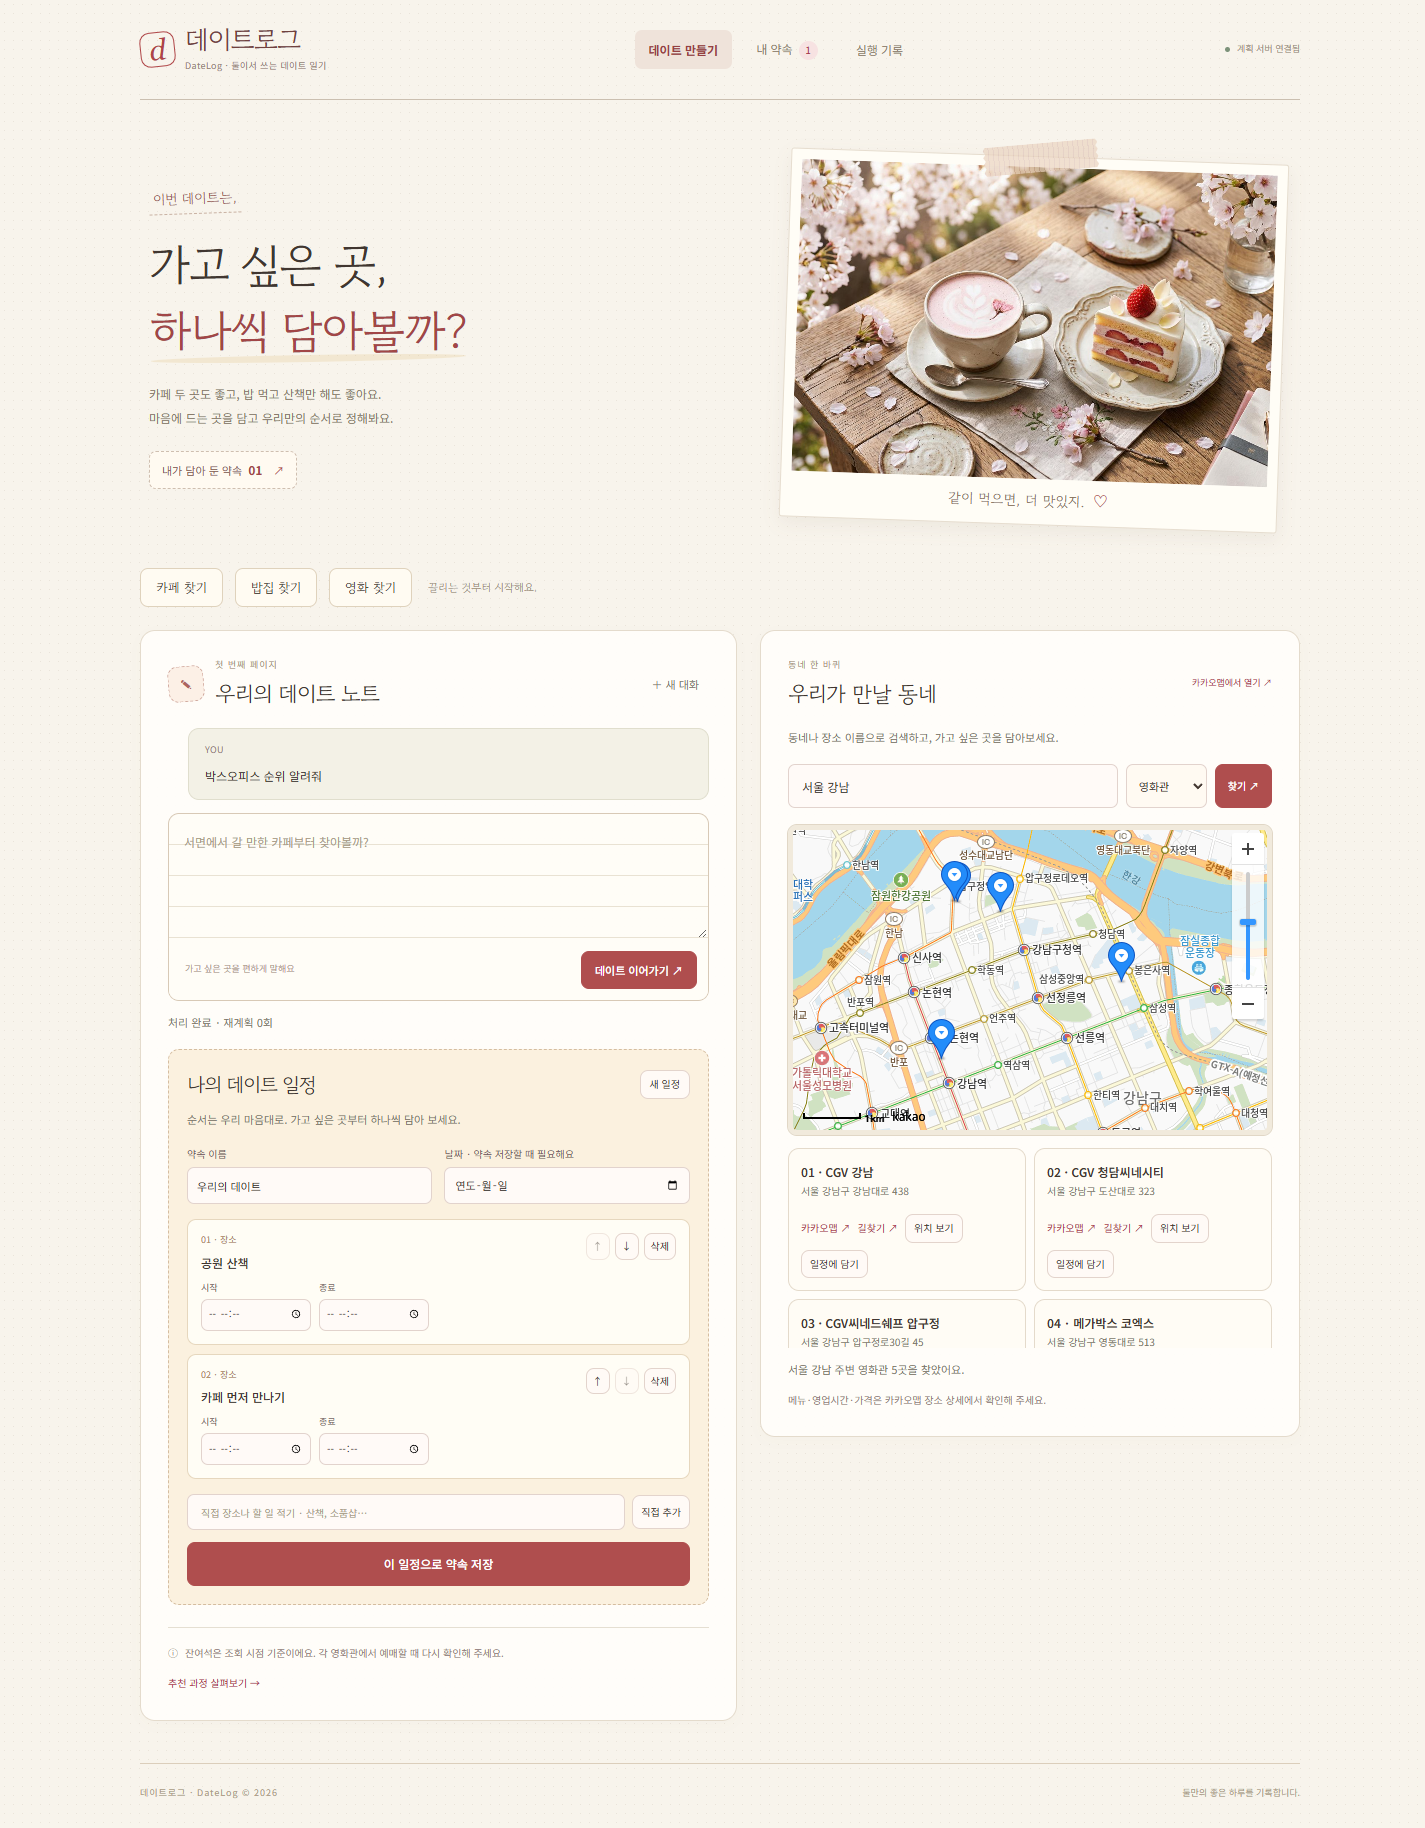 d 데이트로그
DateLog · 둘이서 쓰는 데이트 일기
데이트 만들기
내 약속 1
실행 기록
계획 서버 연결됨
이번 데이트는,
가고 싶은 곳,
하나씩 담아볼까?
카페 두 곳도 좋고, 밥 먹고 산책만 해도 좋아요.
마음에 드는 곳을 담고 우리만의 순서로 정해봐요.
내가 담아 둔 약속 01 ↗
같이 먹으면, 더 맛있지. ♡
카페 찾기
밥집 찾기
영화 찾기
끌리는 것부터 시작해요.
첫 번째 페이지
우리의 데이트 노트
+ 새 대화
YOU
박스오피스 순위 알려줘
서면에서 갈 만한 카페부터 찾아볼까?
가고 싶은 곳을 편하게 말해요
데이트 이어가기 ↗
처리 완료 · 재계획 0회
나의 데이트 일정
새 일정
순서는 우리 마음대로. 가고 싶은 곳부터 하나씩 담아 보세요.
약속 이름
날짜 · 약속 저장할 때 필요해요
우리의 데이트
연도-월-일
01 · 장소
↑ ↓ 삭제
공원 산책
시작
종료
-- --:--
-- --:--
02 · 장소
↑ ↓ 삭제
카페 먼저 만나기
시작
종료
-- --:--
-- --:--
직접 장소나 할 일 적기 · 산책, 소품샵…
직접 추가
이 일정으로 약속 저장
ⓘ 잔여석은 조회 시점 기준이에요. 각 영화관에서 예매할 때 다시 확인해 주세요.
추천 과정 살펴보기 →
동네 한 바퀴
우리가 만날 동네
카카오맵에서 열기 ↗
동네나 장소 이름으로 검색하고, 가고 싶은 곳을 담아보세요.
서울 강남
영화관
찾기 ↗
IC
성수대교남단
IC
영동대교북단
자양역
한남역
강변북
대학
퍼스
잠원한강공원
압구정로데오역
한강
IC
한남
청담역
올림픽대로
신사역
강남구청역
잠실종합
운동장
잠원역
학동역
삼성중앙역
봉은사역
반포역
논현역
선정릉역
삼성역
고속터미널역
언주역
IC
반포
논현역
선릉역
가톨릭대학교
서울성모병원
역삼역
GTX-A(예정
강남역
한티역
강남구
학여울역
대치역
대청역
교대역
1km
kakao
01 · CGV 강남
서울 강남구 강남대로 438
카카오맵 ↗ 길찾기 ↗ 위치 보기
일정에 담기
02 · CGV 청담씨네시티
서울 강남구 도산대로 323
카카오맵 ↗ 길찾기 ↗ 위치 보기
일정에 담기
03 · CGV씨네드쉐프 압구정
서울 강남구 압구정로30길 45
04 · 메가박스 코엑스
서울 강남구 영동대로 513
서울 강남 주변 영화관 5곳을 찾았어요.
메뉴·영업시간·가격은 카카오맵 장소 상세에서 확인해 주세요.
데이트로그 · DateLog © 2026
둘만의 좋은 하루를 기록합니다.